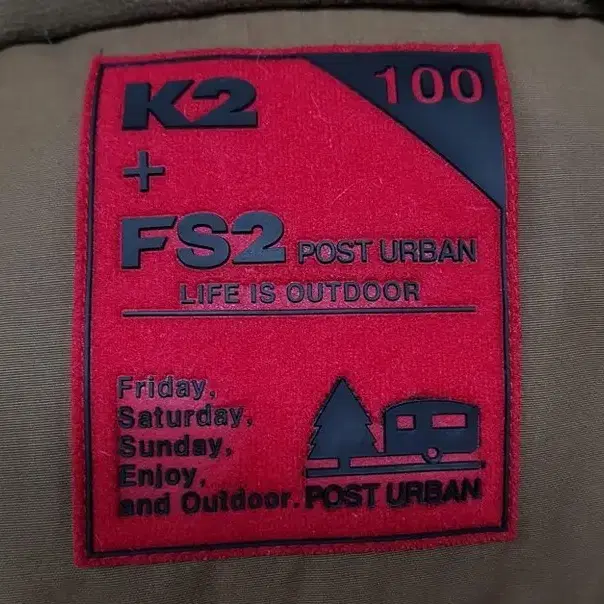 K2
100
+
FS2 POST URBAN
LIFE IS OUTDOOR
Friday,
Saturday,
Sunday,
Enjoy,
and Outdoor.
POST URBAN